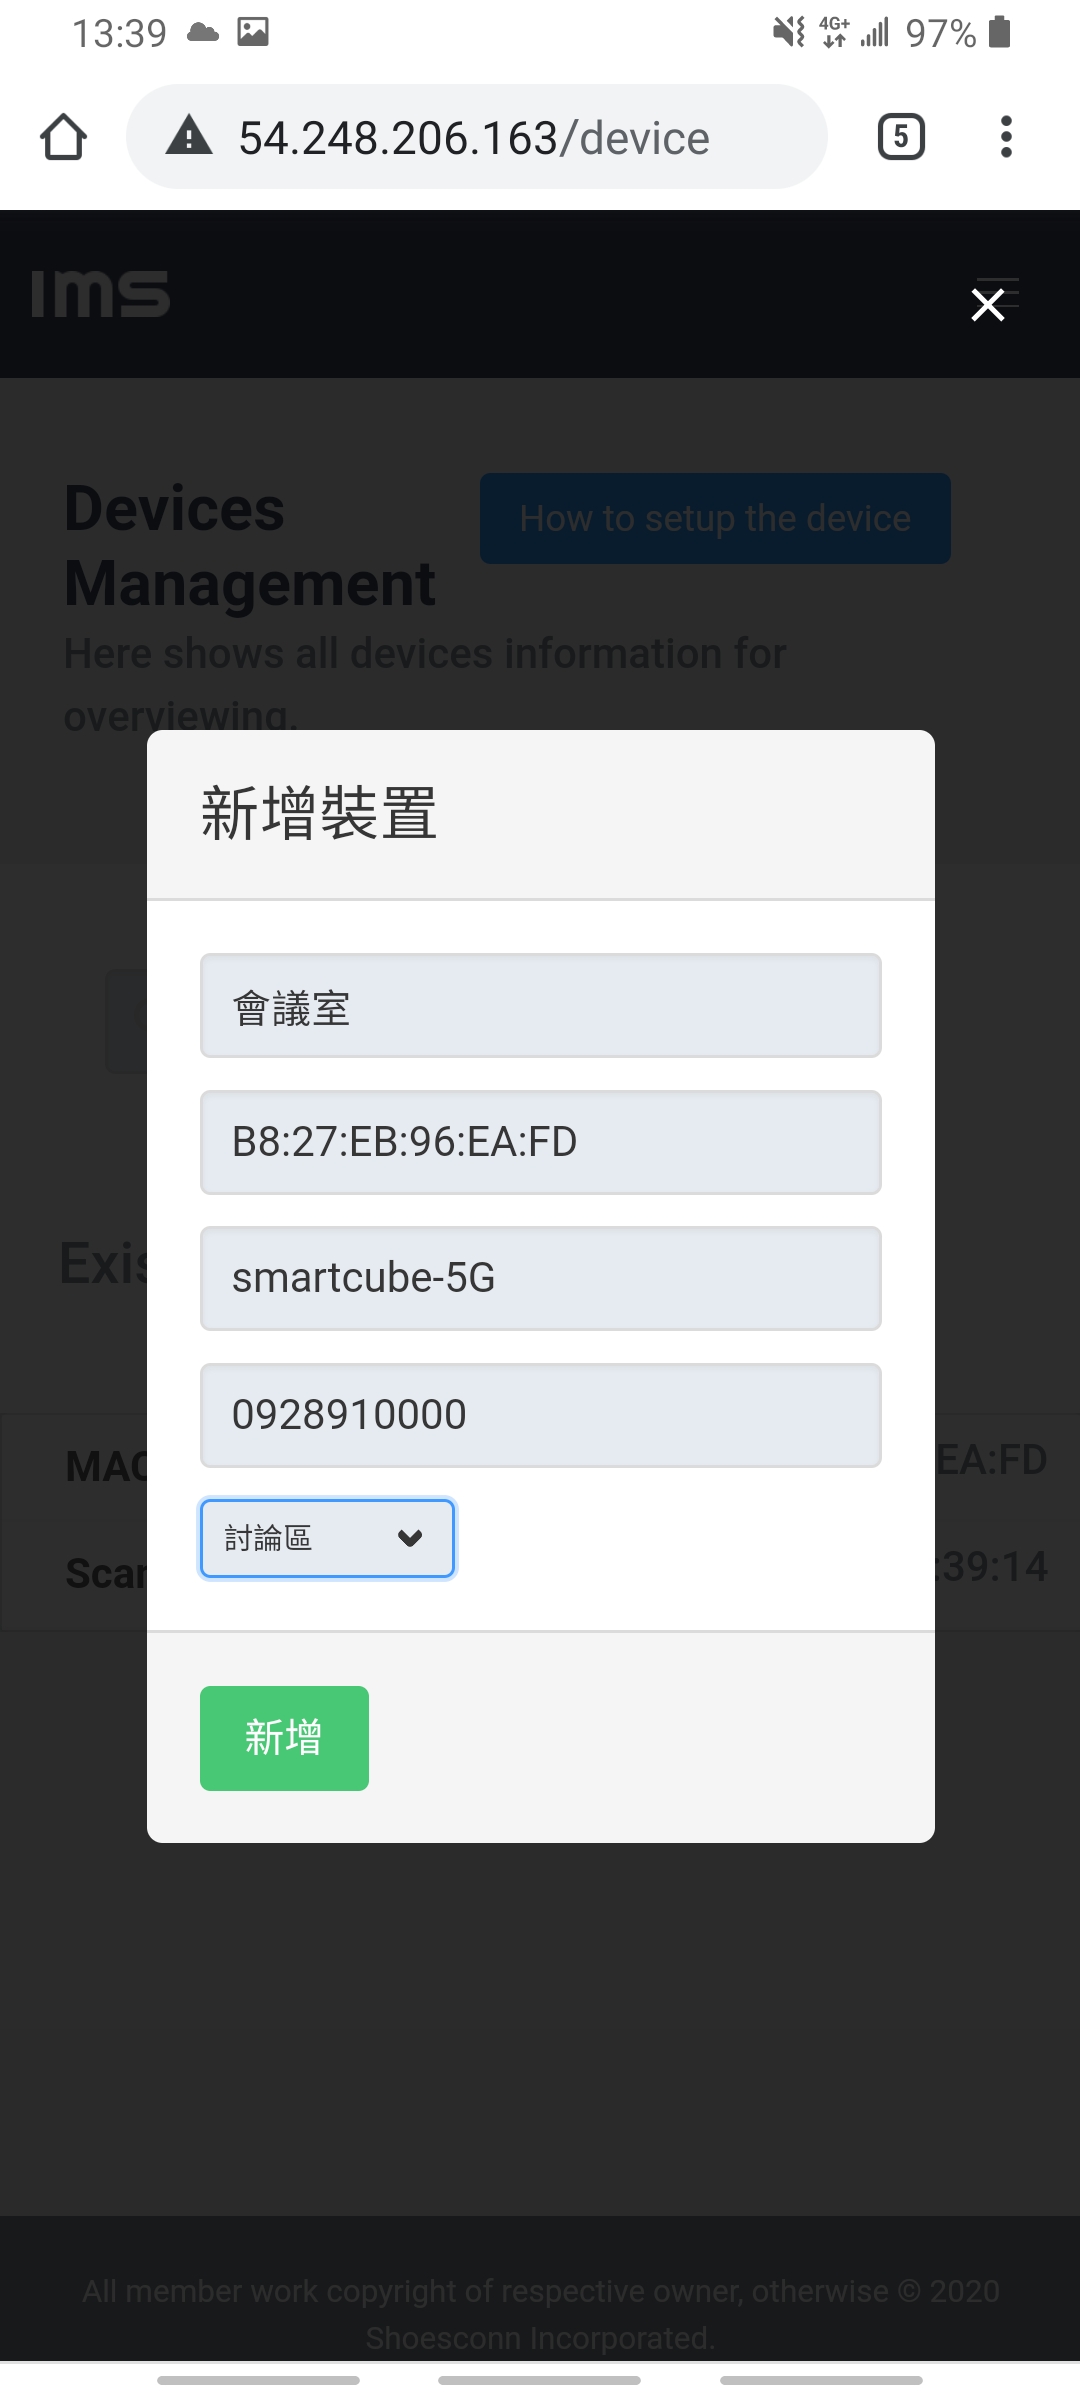 13:39
4G+
97%
54.248.206.163/device
5
ıms
Devices
Management
How to setup the device
Here shows all devices information for
overviewing.
新增裝置
會議室
B8:27:EB:96:EA:FD
smartcube-5G
0928910000
討論區
新增
MAC
EA:FD
:39:14
All member work copyright of respective owner, otherwise © 2020
Shoesconn Incorporated.